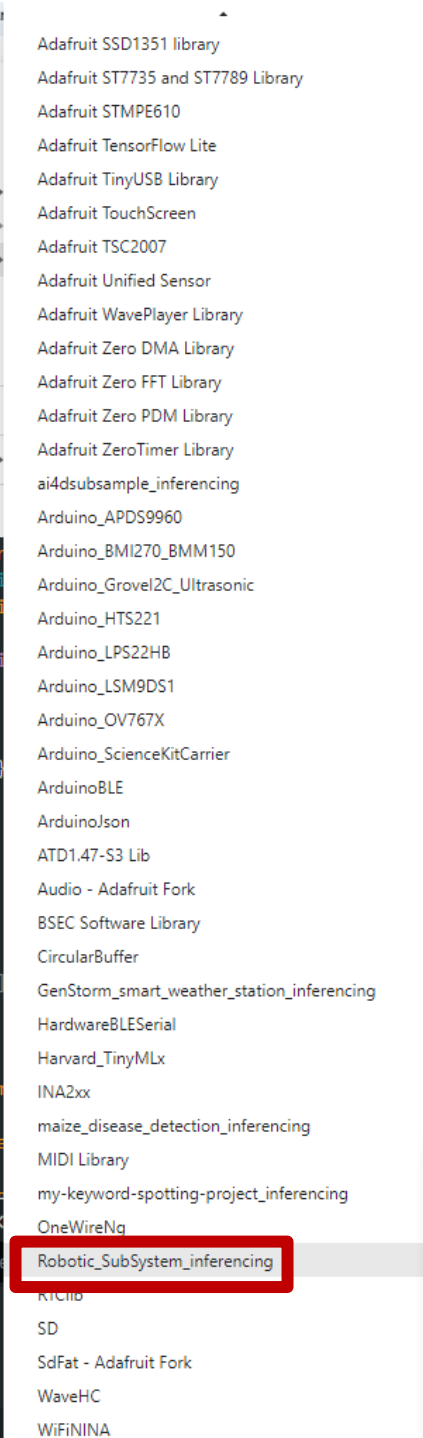 Adafruit SSD1351 library
Adafruit ST7735 and ST7789 Library
Adafruit STMPE610
Adafruit TensorFlow Lite
Adafruit TinyUSB Library
Adafruit TouchScreen
Adafruit TSC2007
Adafruit Unified Sensor
Adafruit WavePlayer Library
Adafruit Zero DMA Library
Adafruit Zero FFT Library
Adafruit Zero PDM Library
Adafruit ZeroTimer Library
ai4dsubsample_inferencing
Arduino_APDS9960
Arduino_BMI270_BMM150
Arduino_GroveI2C_Ultrasonic
Arduino_HTS221
Arduino_LPS22HB
Arduino_LSM9DS1
Arduino_OV767X
Arduino_ScienceKitCarrier
ArduinoBLE
ArduinoJson
ATD1.47-S3 Lib
Audio - Adafruit Fork
BSEC Software Library
CircularBuffer
GenStorm_smart_weather_station_inferencing
HardwareBLESerial
Harvard_TinyMLx
INA2xx
maize_disease_detection_inferencing
MIDI Library
my-keyword-spotting-project_inferencing
OneWireNg
Robotic_SubSystem_inferencing
RTClib
SD
SdFat - Adafruit Fork
WaveHC
WiFiNINA